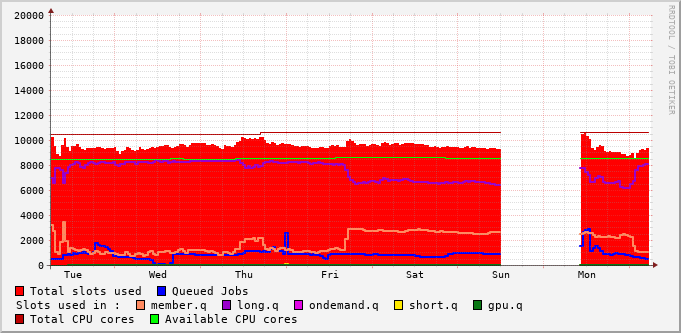 20000
18000
16000
14000
12000
10000
8000
6000
4000
2000
0
Tue Wed Thu Fri Sat Sun Mon
Total slots used Queued Jobs
Slots used in : member.q long.q ondemand.q short.q gpu.q
Total CPU cores Available CPU cores
RRDTOOL / TOBI OETIKER